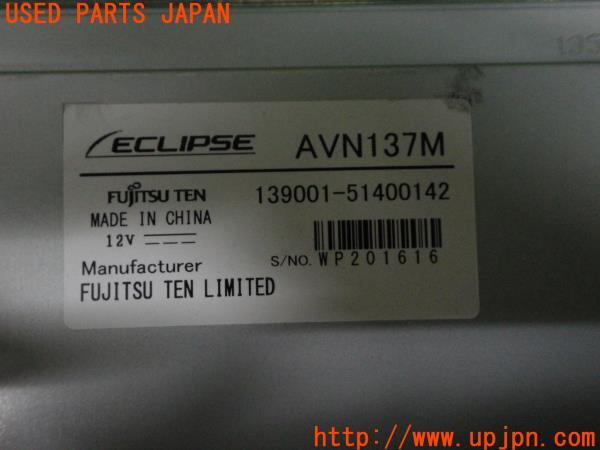 USED PARTS JAPAN
ECLIPSE AVN137M
FUJITSU TEN 139001-51400142
MADE IN CHINA
12V
S/NO. WP201616
Manufacturer
FUJITSU TEN LIMITED
http://www.upjpn.com/